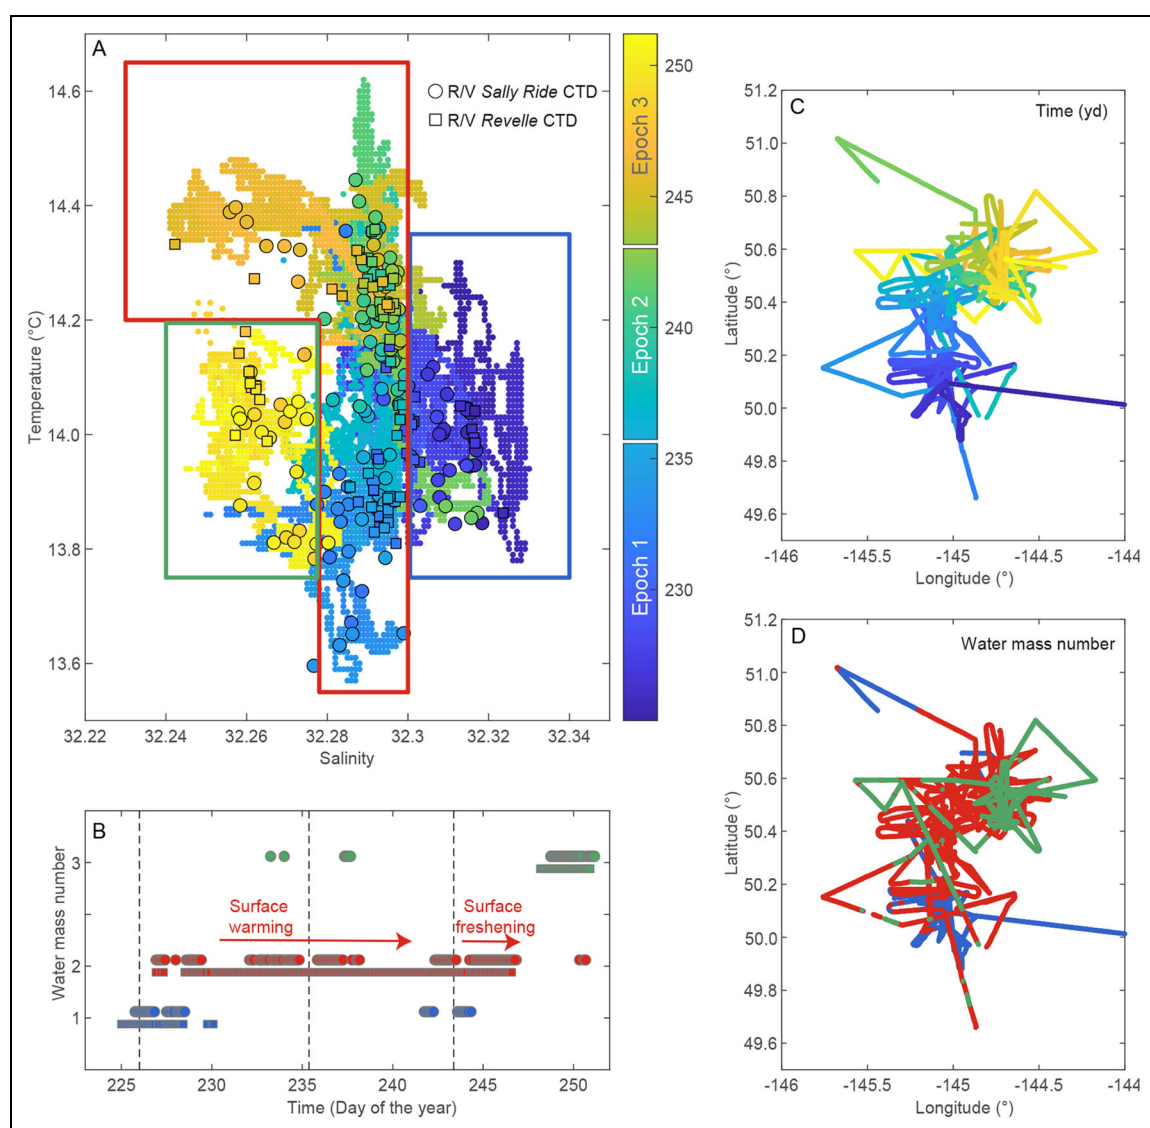 A
R/V Sally Ride CTD
R/V Revelle CTD
14.6
14.4
14.2
14.0
13.8
13.6
Temperature (°C)
32.22
32.24
32.26
32.28
32.3
32.32
32.34
Salinity
250
245
240
235
230
Epoch 3
Epoch 2
Epoch 1
B
3
2
1
Water mass number
Surface
warming
Surface
freshening
225
230
235
240
245
250
Time (Day of the year)
C
Time (yd)
51.2
51.0
50.8
50.6
50.4
50.2
50.0
49.8
49.6
Latitude (°)
-146
-145.5
-145
-144.5
-144
Longitude (°)
D
Water mass number
51.2
51.0
50.8
50.6
50.4
50.2
50.0
49.8
49.6
Latitude (°)
-146
-145.5
-145
-144.5
-144
Longitude (°)